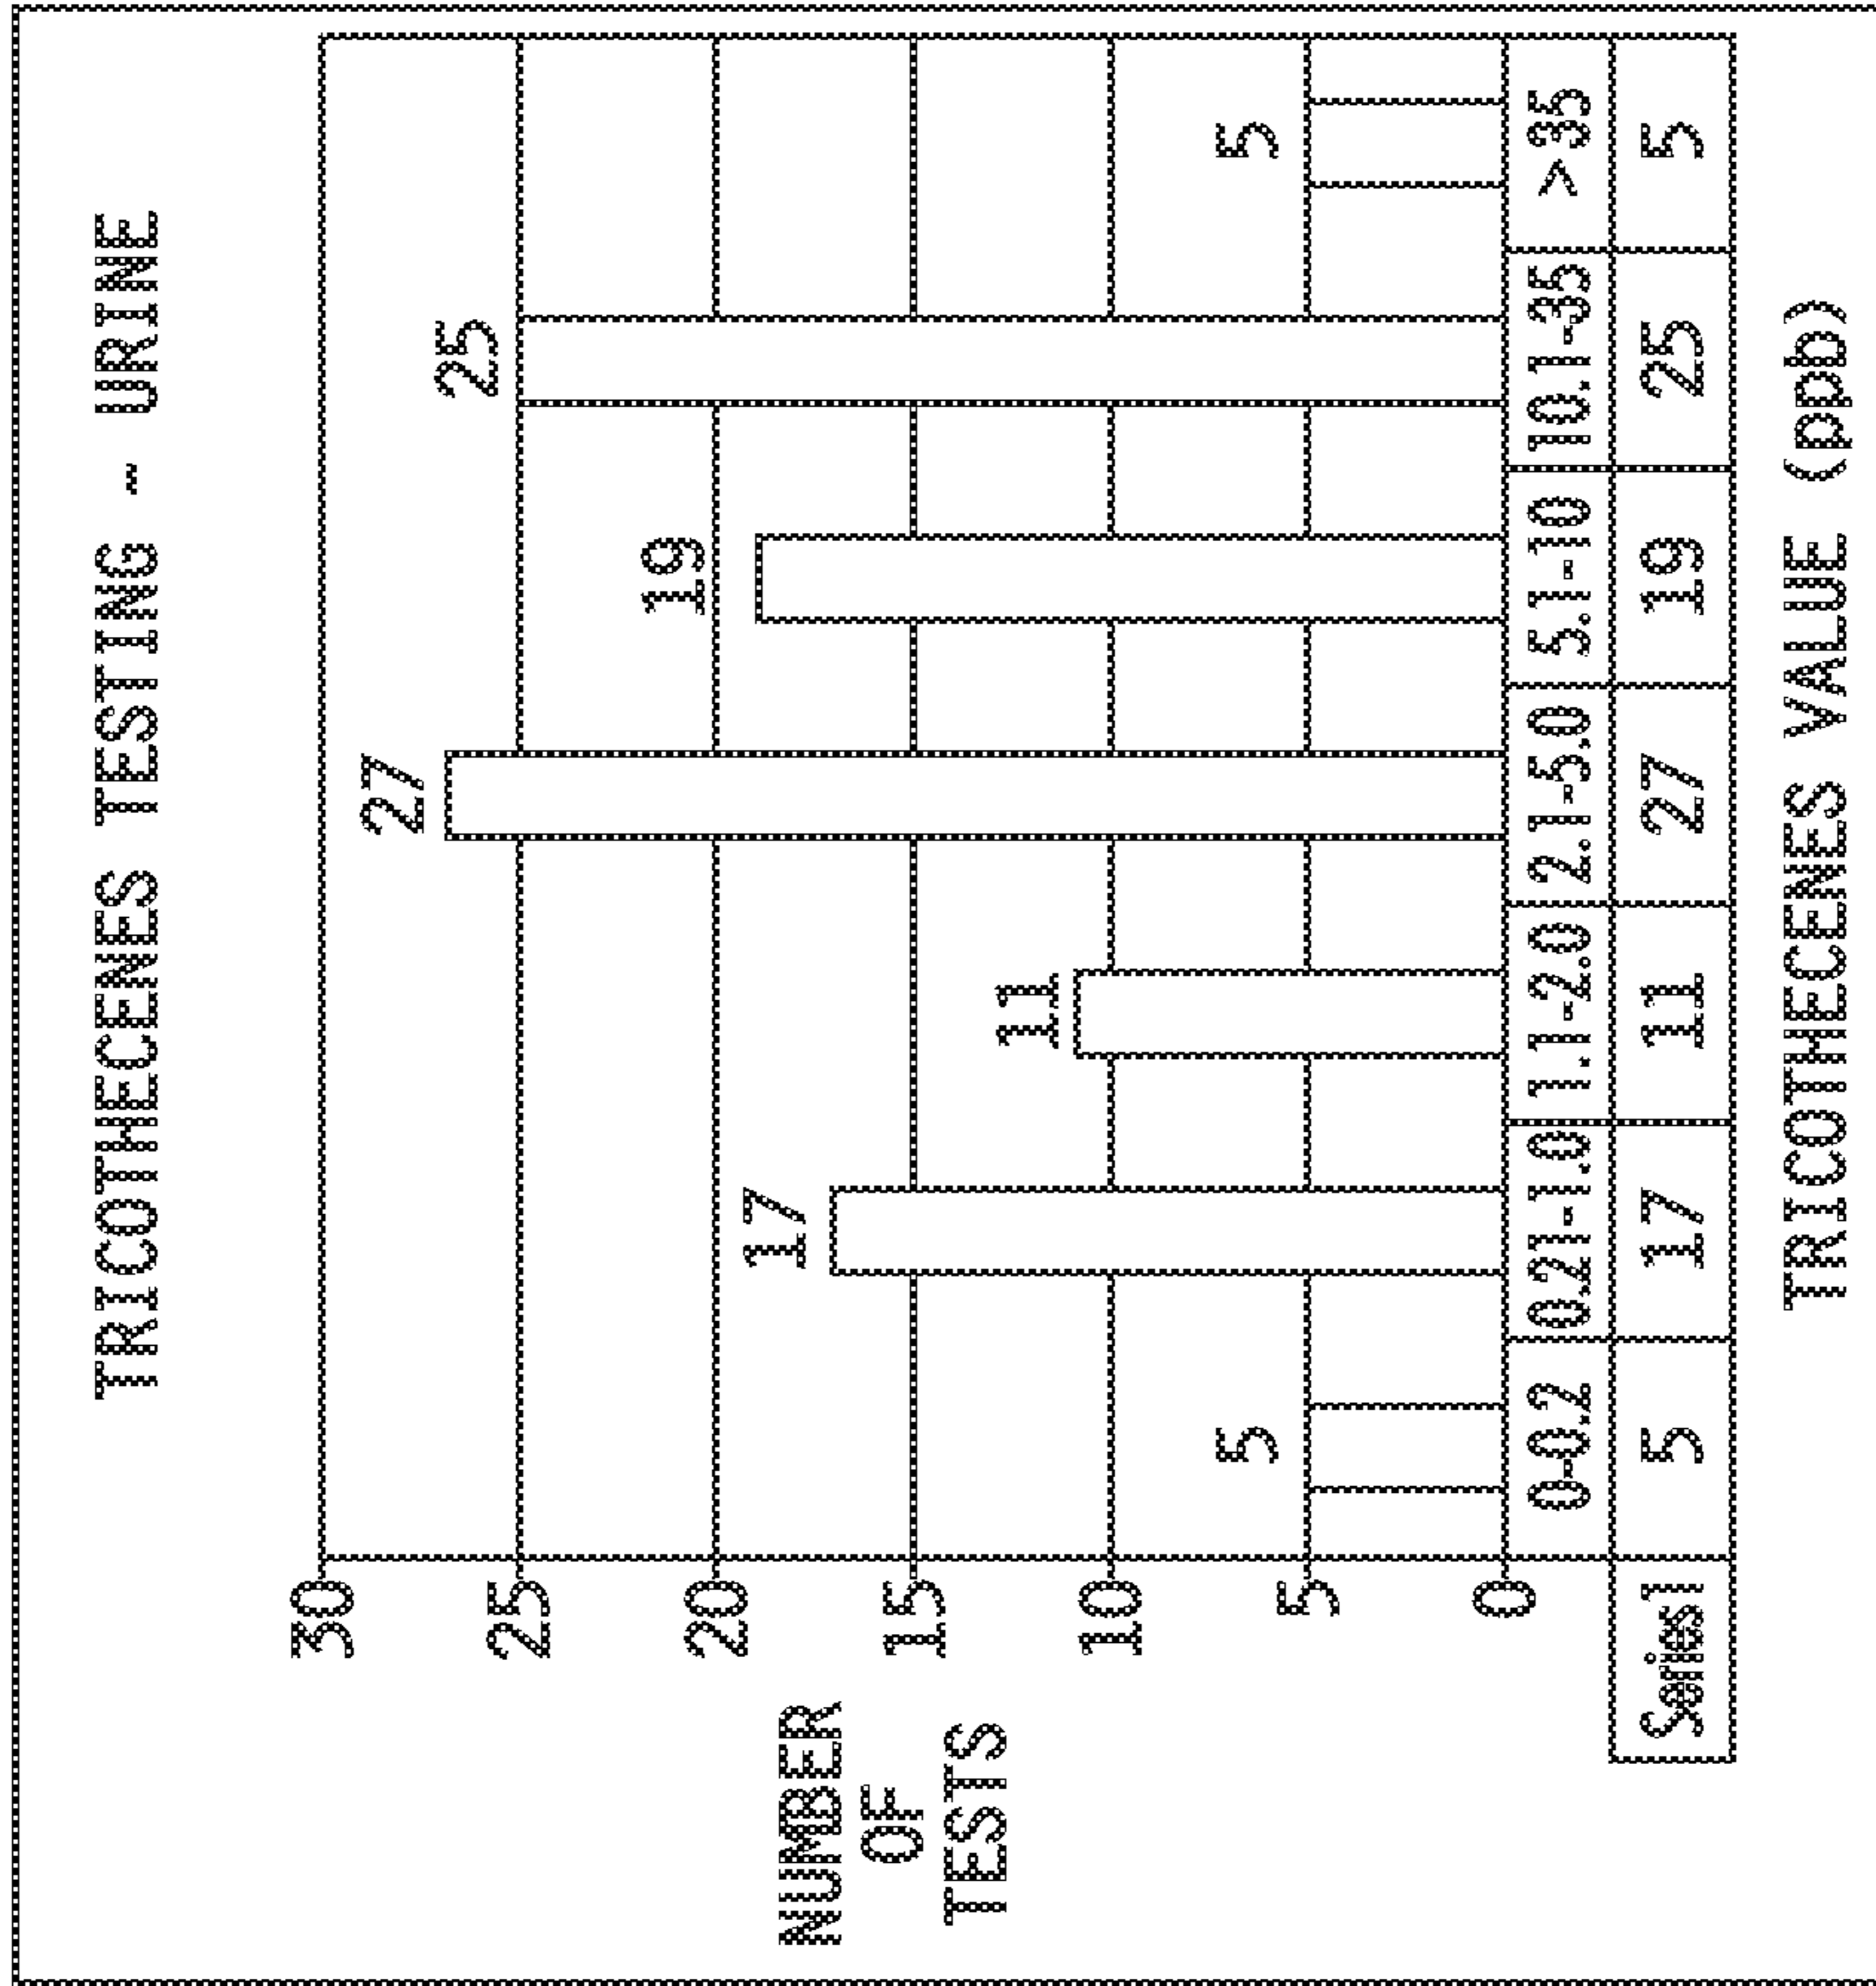 TRICOTHECENES TESTING - URINE
30
25
20
15
10
5
0
NUMBER
OF
TESTS
5
17
11
27
19
25
5
0-0.2 0.21-1.0 1.1-2.0 2.1-5.0 5.1-10 10.1-35 >35
Series1 5 17 11 27 19 25 5
TRICOTHECENES VALUE (ppb)